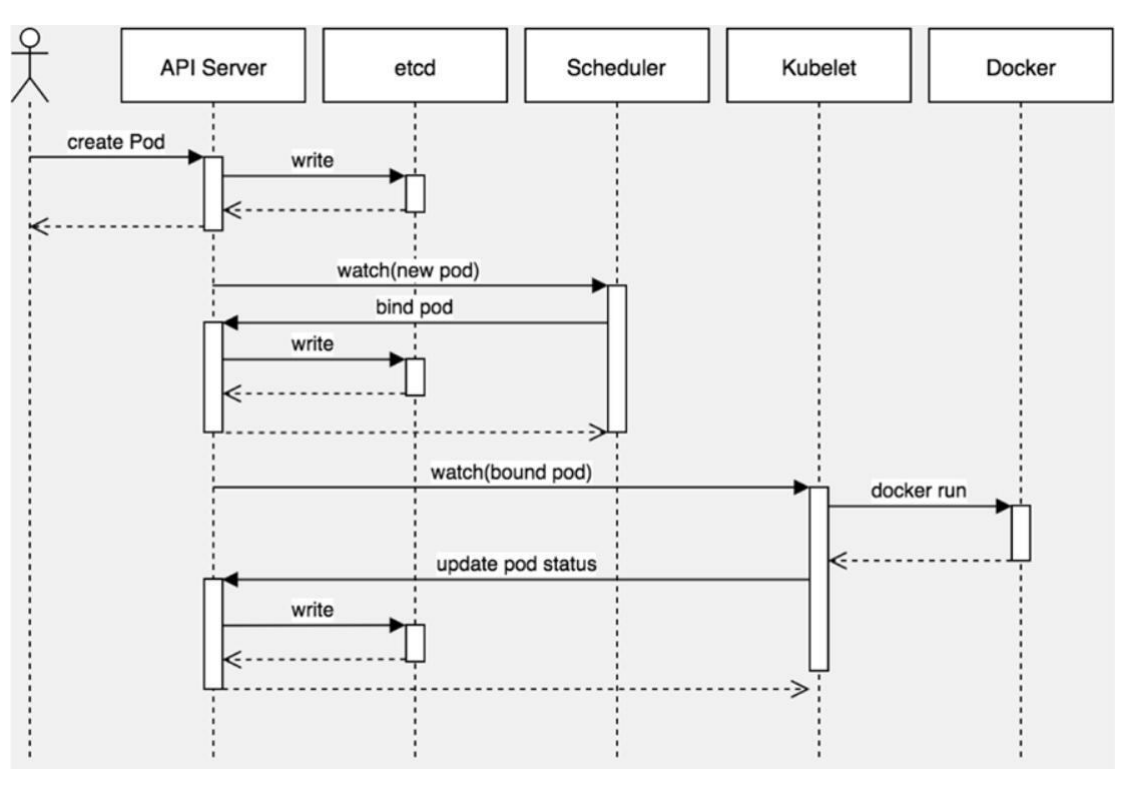 API Server
etcd
Scheduler
Kubelet
Docker
create Pod
write
watch(new pod)
bind pod
write
watch(bound pod)
docker run
update pod status
write